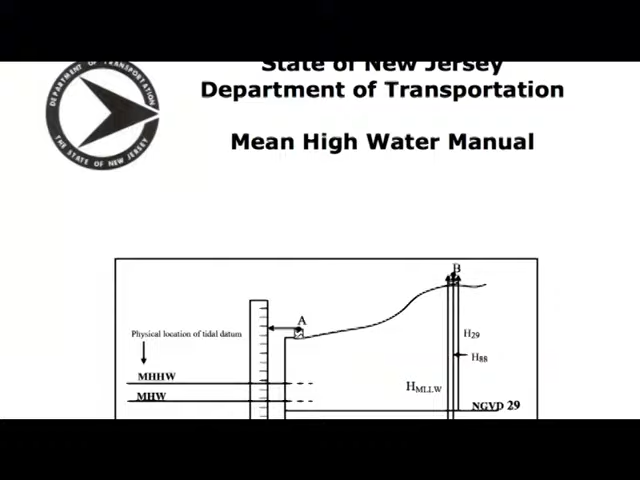 State of New Jersey
Department of Transportation
Mean High Water Manual
DEPARTMENT OF TRANSPORTATION
THE STATE OF NEW JERSEY
B
A
Physical location of tidal datum
H29
H88
MHHW
HMLLW
MHW
NGVD 29